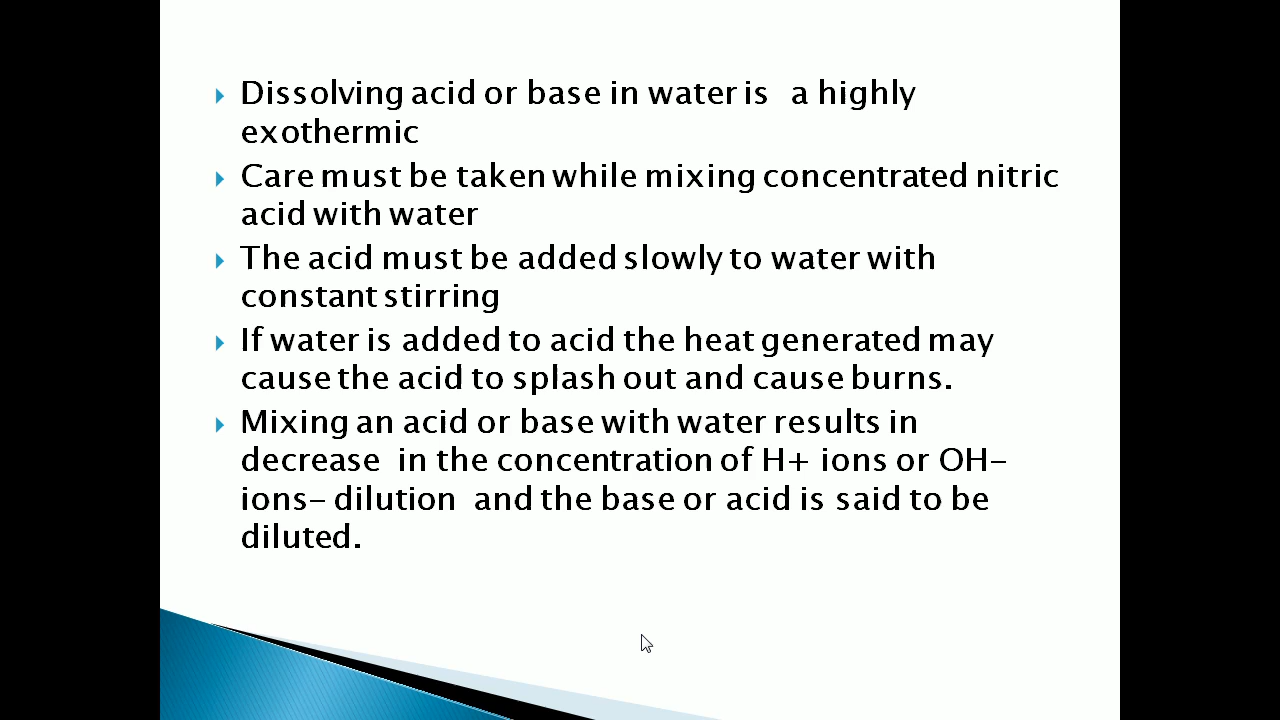 Dissolving acid or base in water is  a highly
exothermic
Care must be taken while mixing concentrated nitric
acid with water
The acid must be added slowly to water with
constant stirring
If water is added to acid the heat generated may
cause the acid to splash out and cause burns.
Mixing an acid or base with water results in
decrease  in the concentration of H+ ions or OH-
ions- dilution  and the base or acid is said to be
diluted.